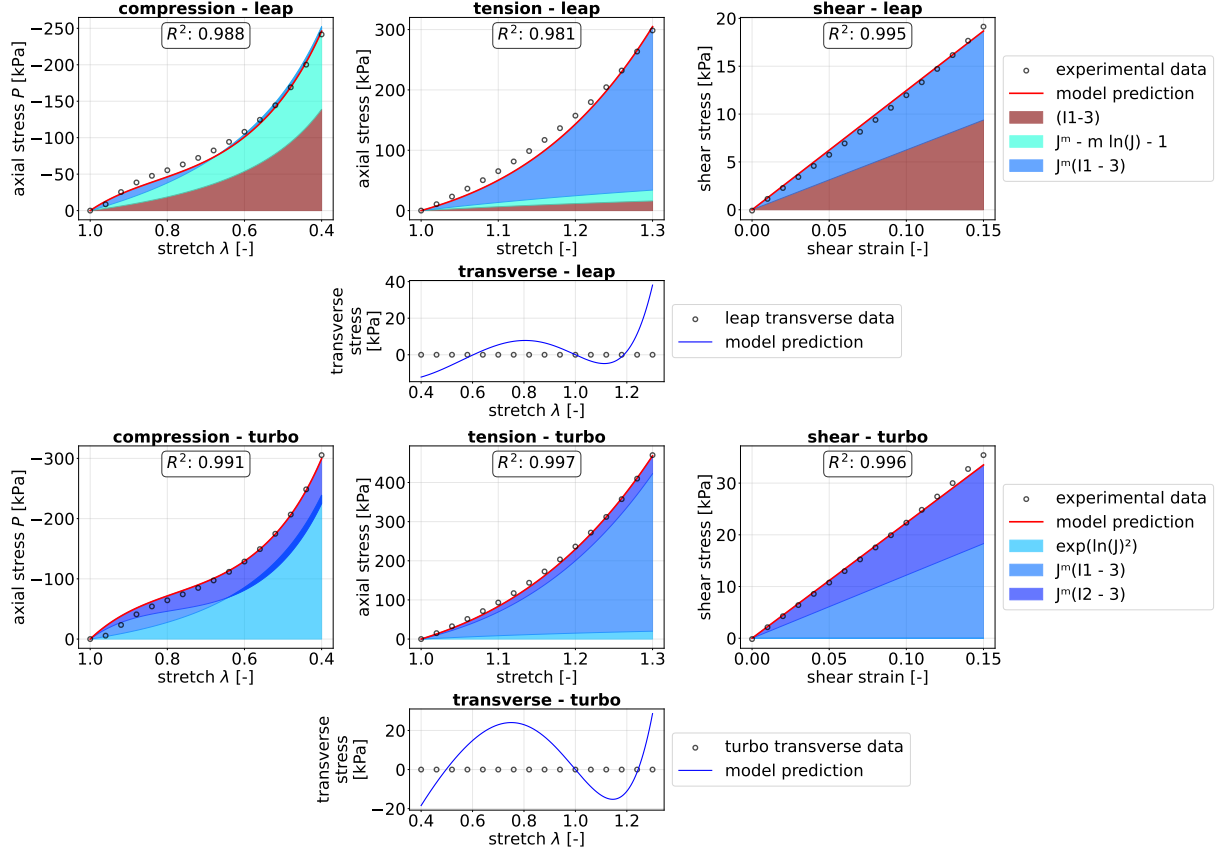 compression - leap
tension - leap
shear - leap
axial stress P [kPa]
−250
−200
−150
−100
−50
0
R²: 0.988
1.0
0.8
0.6
0.4
stretch λ [-]
axial stress [kPa]
300
200
100
0
R²: 0.981
1.0
1.1
1.2
1.3
stretch [-]
shear stress [kPa]
20
15
10
5
0
R²: 0.995
0.00
0.05
0.10
0.15
shear strain [-]
experimental data
model prediction
(I1-3)
Jᵐ - m ln(J) - 1
Jᵐ(I1 - 3)
transverse - leap
transverse
stress
[kPa]
40
20
0
0.4
0.6
0.8
1.0
1.2
stretch λ [-]
leap transverse data
model prediction
compression - turbo
tension - turbo
shear - turbo
axial stress P [kPa]
−300
−200
−100
0
R²: 0.991
1.0
0.8
0.6
0.4
stretch λ [-]
axial stress [kPa]
400
300
200
100
0
R²: 0.997
1.0
1.1
1.2
1.3
stretch [-]
shear stress [kPa]
30
20
10
0
R²: 0.996
0.00
0.05
0.10
0.15
shear strain [-]
experimental data
model prediction
exp(ln(J)²)
Jᵐ(I1 - 3)
Jᵐ(I2 - 3)
transverse - turbo
transverse
stress
[kPa]
20
0
−20
0.4
0.6
0.8
1.0
1.2
stretch λ [-]
turbo transverse data
model prediction